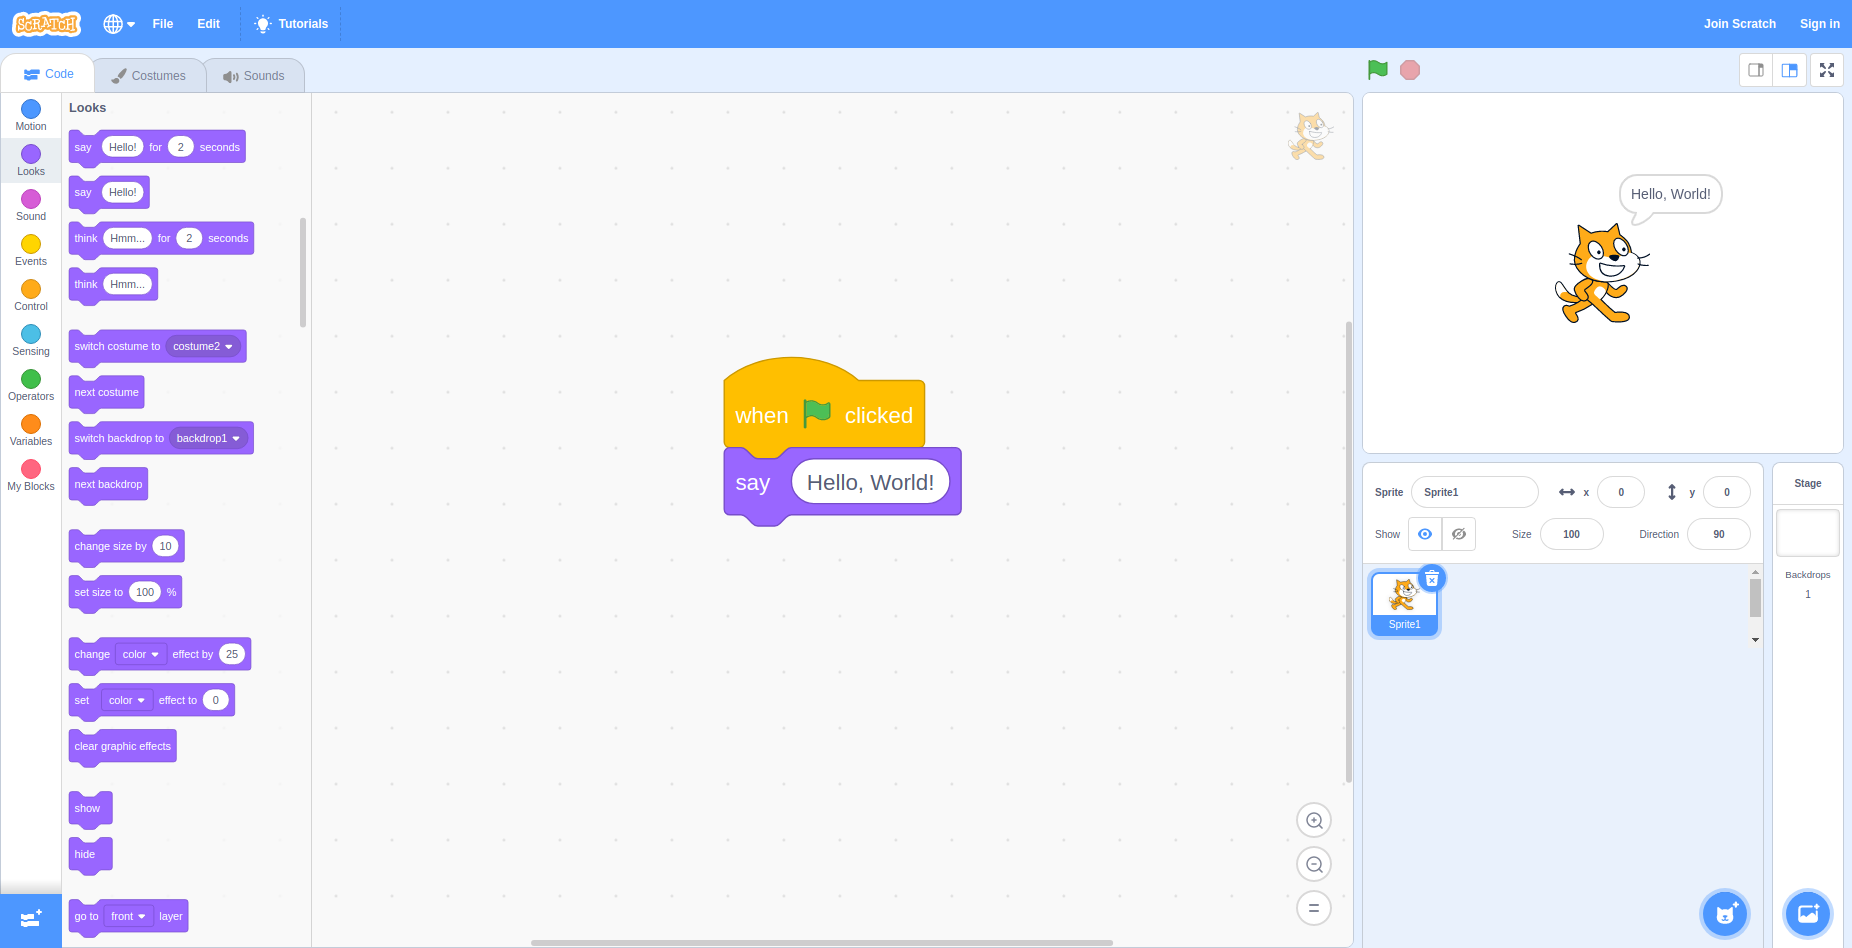 SCRATCH File Edit Tutorials Join Scratch Sign in
Code Costumes Sounds
Motion
Looks
Sound
Events
Control
Sensing
Operators
Variables
My Blocks
Looks
say Hello! for 2 seconds
say Hello!
think Hmm... for 2 seconds
think Hmm...
switch costume to costume2
next costume
switch backdrop to backdrop1
next backdrop
change size by 10
set size to 100 %
change color effect by 25
set color effect to 0
clear graphic effects
show
hide
go to front layer
when clicked
say Hello, World!
Hello, World!
Sprite Sprite1 x 0 y 0
Show Size 100 Direction 90
Sprite1
Stage
Backdrops
1